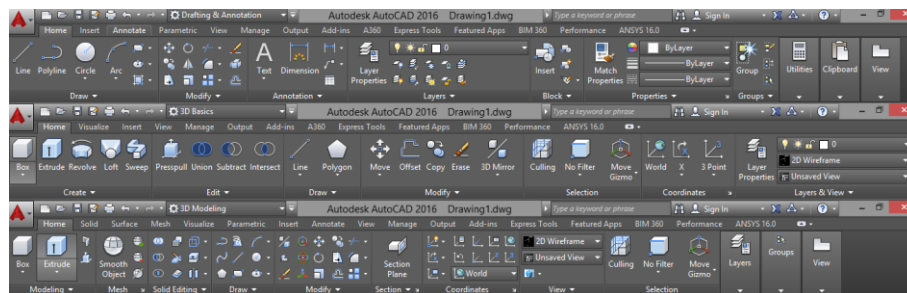 Drafting & Annotation Autodesk AutoCAD 2016 Drawing1.dwg Type a keyword or phrase Sign In
Home Insert Annotate Parametric View Manage Output Add-ins A360 Express Tools Featured Apps BIM 360 Performance ANSYS 16.0
Line Polyline Circle Arc Text Dimension Layer Properties 0 Insert Match Properties ByLayer ByLayer ByLayer Group Utilities Clipboard View
Draw Modify Annotation Layers Block Properties Groups
3D Basics Autodesk AutoCAD 2016 Drawing1.dwg Type a keyword or phrase Sign In
Home Visualize Insert View Manage Output Add-ins A360 Express Tools Featured Apps BIM 360 Performance ANSYS 16.0
Box Extrude Revolve Loft Sweep Presspull Union Subtract Intersect Line Polygon Move Offset Copy Erase 3D Mirror Culling No Filter Move Gizmo World 3 Point Layer Properties 0 2D Wireframe Unsaved View
Create Edit Draw Modify Selection Coordinates Layers & View
3D Modeling Autodesk AutoCAD 2016 Drawing1.dwg Type a keyword or phrase Sign In
Home Solid Surface Mesh Visualize Parametric Insert Annotate View Manage Output Add-ins Express Tools Featured Apps BIM 360 Performance ANSYS 16.0
Box Extrude Smooth Object Section Plane World 2D Wireframe Unsaved View Culling No Filter Move Gizmo Layers Groups View
Modeling Mesh Solid Editing Draw Modify Section Coordinates View Selection